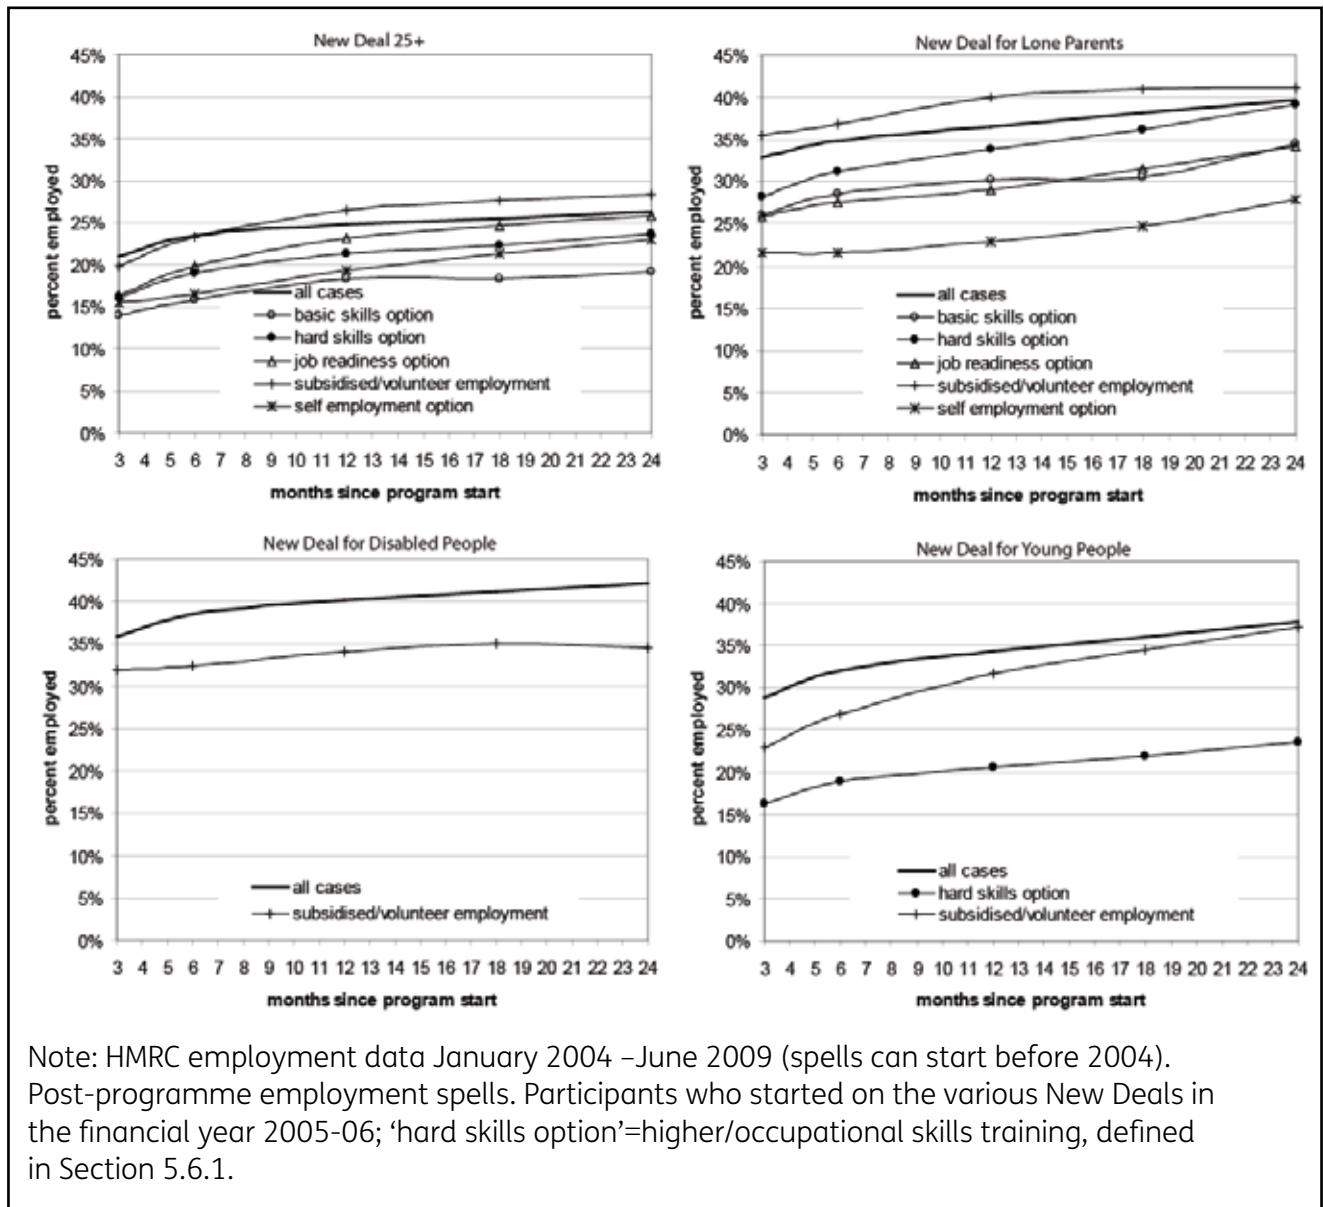 New Deal 25+
45%
40%
35%
30%
25%
20%
15%
10%
5%
0%
percent employed
all cases
basic skills option
hard skills option
job readiness option
subsidised/volunteer employment
self employment option
3 4 5 6 7 8 9 10 11 12 13 14 15 16 17 18 19 20 21 22 23 24
months since program start
New Deal for Lone Parents
45%
40%
35%
30%
25%
20%
15%
10%
5%
0%
percent employed
all cases
basic skills option
hard skills option
job readiness option
subsidised/volunteer employment
self employment option
3 4 5 6 7 8 9 10 11 12 13 14 15 16 17 18 19 20 21 22 23 24
months since program start
New Deal for Disabled People
45%
40%
35%
30%
25%
20%
15%
10%
5%
0%
percent employed
all cases
subsidised/volunteer employment
3 4 5 6 7 8 9 10 11 12 13 14 15 16 17 18 19 20 21 22 23 24
months since program start
New Deal for Young People
45%
40%
35%
30%
25%
20%
15%
10%
5%
0%
percent employed
all cases
hard skills option
subsidised/volunteer employment
3 4 5 6 7 8 9 10 11 12 13 14 15 16 17 18 19 20 21 22 23 24
months since program start
Note: HMRC employment data January 2004 –June 2009 (spells can start before 2004).
Post-programme employment spells. Participants who started on the various New Deals in
the financial year 2005-06; ‘hard skills option’=higher/occupational skills training, defined
in Section 5.6.1.